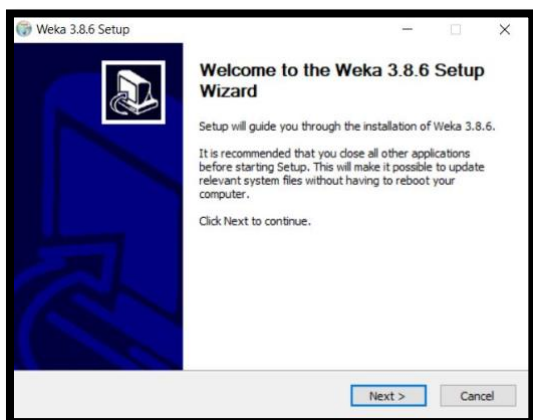 Weka 3.8.6 Setup
Welcome to the Weka 3.8.6 Setup
Wizard
Setup will guide you through the installation of Weka 3.8.6.
It is recommended that you close all other applications
before starting Setup. This will make it possible to update
relevant system files without having to reboot your
computer.
Click Next to continue.
Next >
Cancel